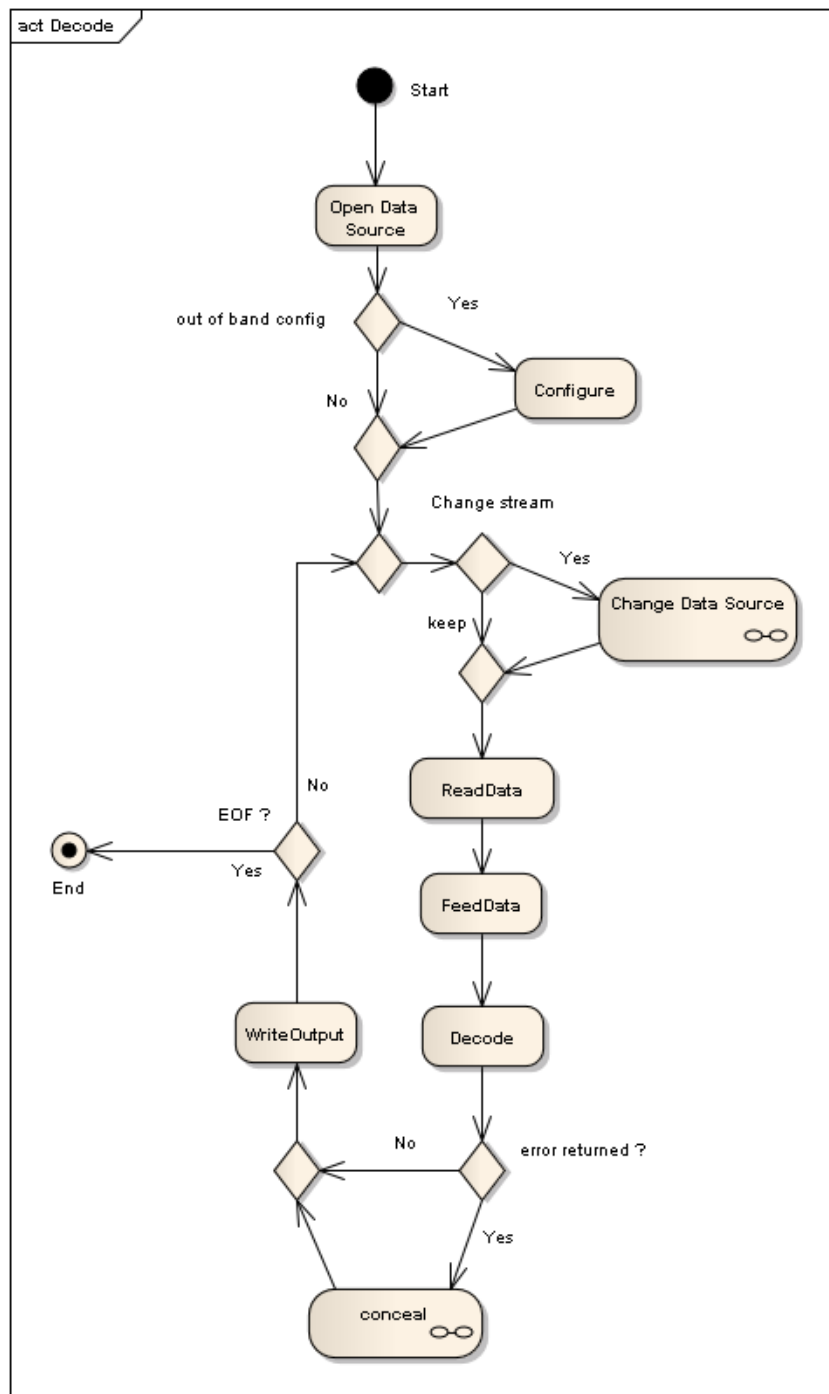 act Decode
Start
Open Data
Source
out of band config
Yes
Configure
No
Change stream
Yes
Change Data Source
keep
ReadData
No
EOF ?
Yes
End
FeedData
WriteOutput
Decode
No
error returned ?
Yes
conceal